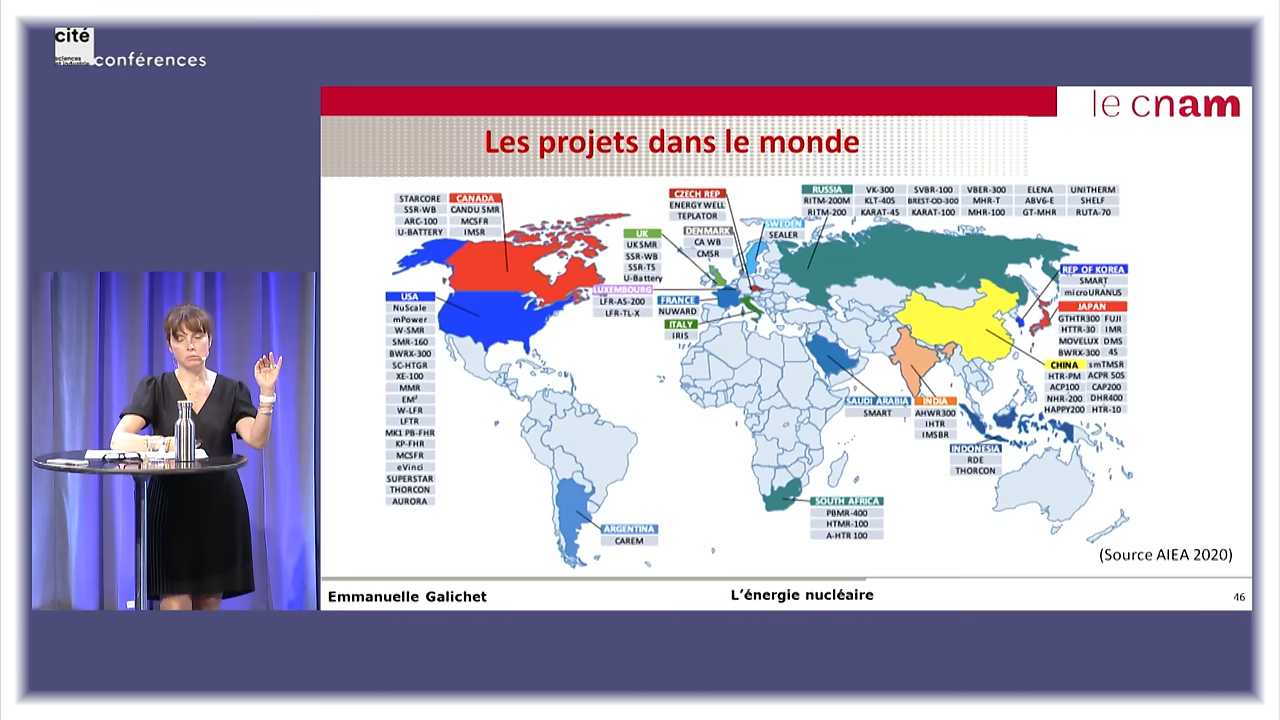 cité
sciences
et industrie
conférences
le cnam
Les projets dans le monde
STARCORE
SSR-WB
ARC-100
U-BATTERY
CANADA
CANDU SMR
MCSFR
IMSR
USA
NuScale
mPower
W-SMR
SMR-160
BWRX-300
SC-HTGR
XE-100
MMR
EM²
W-LFR
LFTR
MK1 PB-FHR
KP-FHR
MCSFR
eVinci
SUPERSTAR
THORCON
AURORA
UK
UKSMR
SSR-WB
SSR-TS
U-Battery
LUXEMBOURG
LFR-AS-200
LFR-TL-X
CZECH REP
ENERGY WELL
TEPLATOR
DENMARK
CA WB
CMSR
SWEDEN
SEALER
FRANCE
NUWARD
ITALY
IRIS
RUSSIA VK-300 SVBR-100 VBER-300 ELENA UNITHERM
RITM-200M KLT-40S BREST-OD-300 MHR-T ABV6-E SHELF
RITM-200 KARAT-45 KARAT-100 MHR-100 GT-MHR RUTA-70
REP OF KOREA
SMART
microURANUS
JAPAN
GTHTR300 FUJI
HTTR-30 IMR
MOVELUX DMS
BWRX-300 4S
CHINA smTMSR
HTR-PM ACPR 50S
ACP100 CAP200
NHR-200 DHR400
HAPPY200 HTR-10
SAUDI ARABIA
SMART
INDIA
AHWR300
IHTR
IMSBR
INDONESIA
RDE
THORCON
SOUTH AFRICA
PBMR-400
HTMR-100
A-HTR 100
ARGENTINA
CAREM
(Source AIEA 2020)
Emmanuelle Galichet
L'énergie nucléaire
46